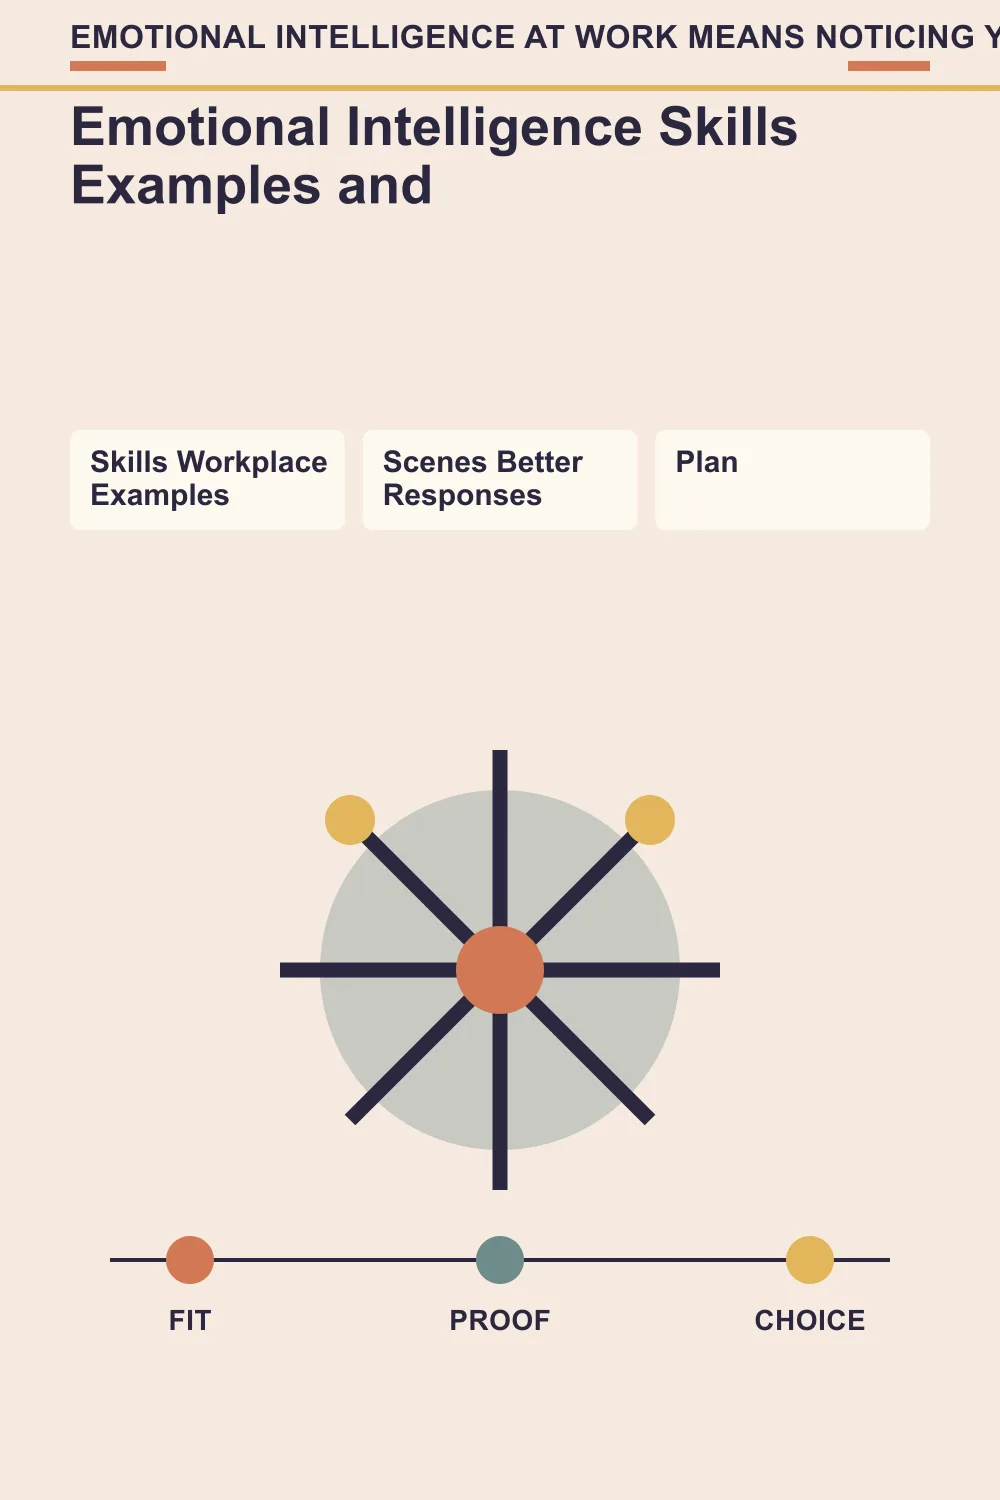 EMOTIONAL INTELLIGENCE AT WORK MEANS NOTICING Y
Emotional Intelligence Skills
Examples and
Skills Workplace
Examples
Scenes Better
Responses
Plan
FIT
PROOF
CHOICE